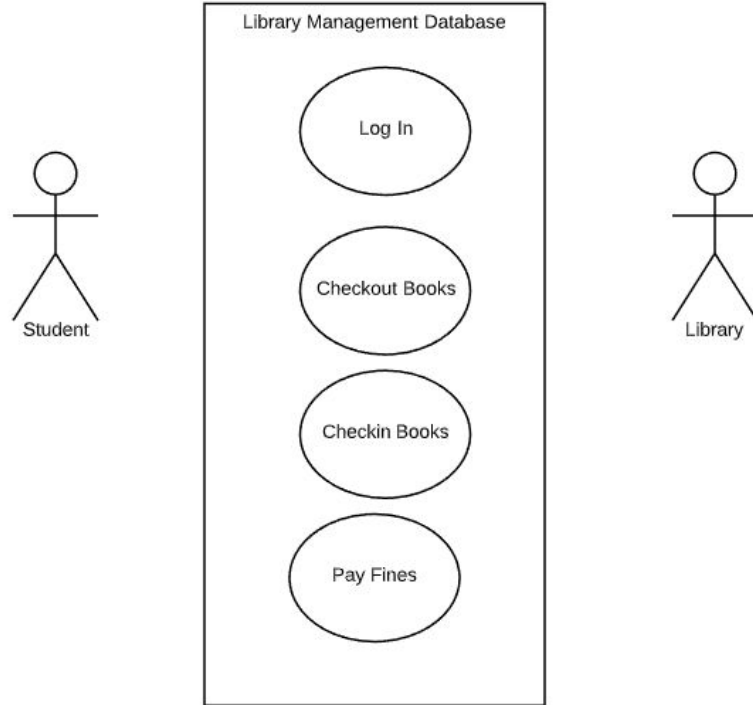 Library Management Database
Log In
Checkout Books
Student
Library
Checkin Books
Pay Fines